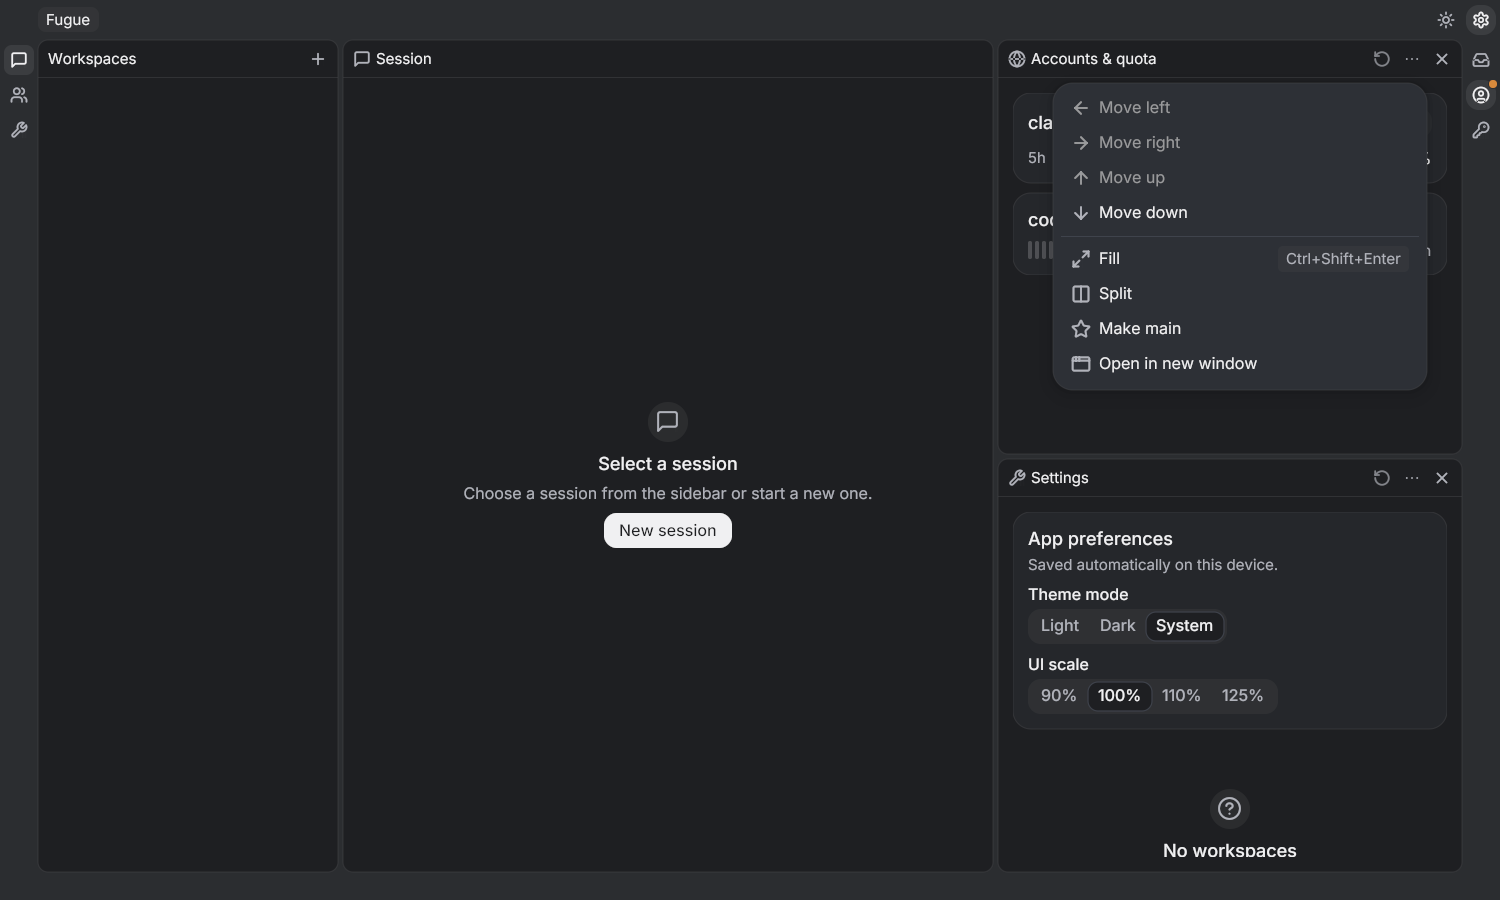 Fugue
Workspaces
Session
Select a session
Choose a session from the sidebar or start a new one.
New session
Accounts & quota
5h
Move left
Move right
Move up
Move down
Fill Ctrl+Shift+Enter
Split
Make main
Open in new window
Settings
App preferences
Saved automatically on this device.
Theme mode
Light Dark System
UI scale
90% 100% 110% 125%
No workspaces